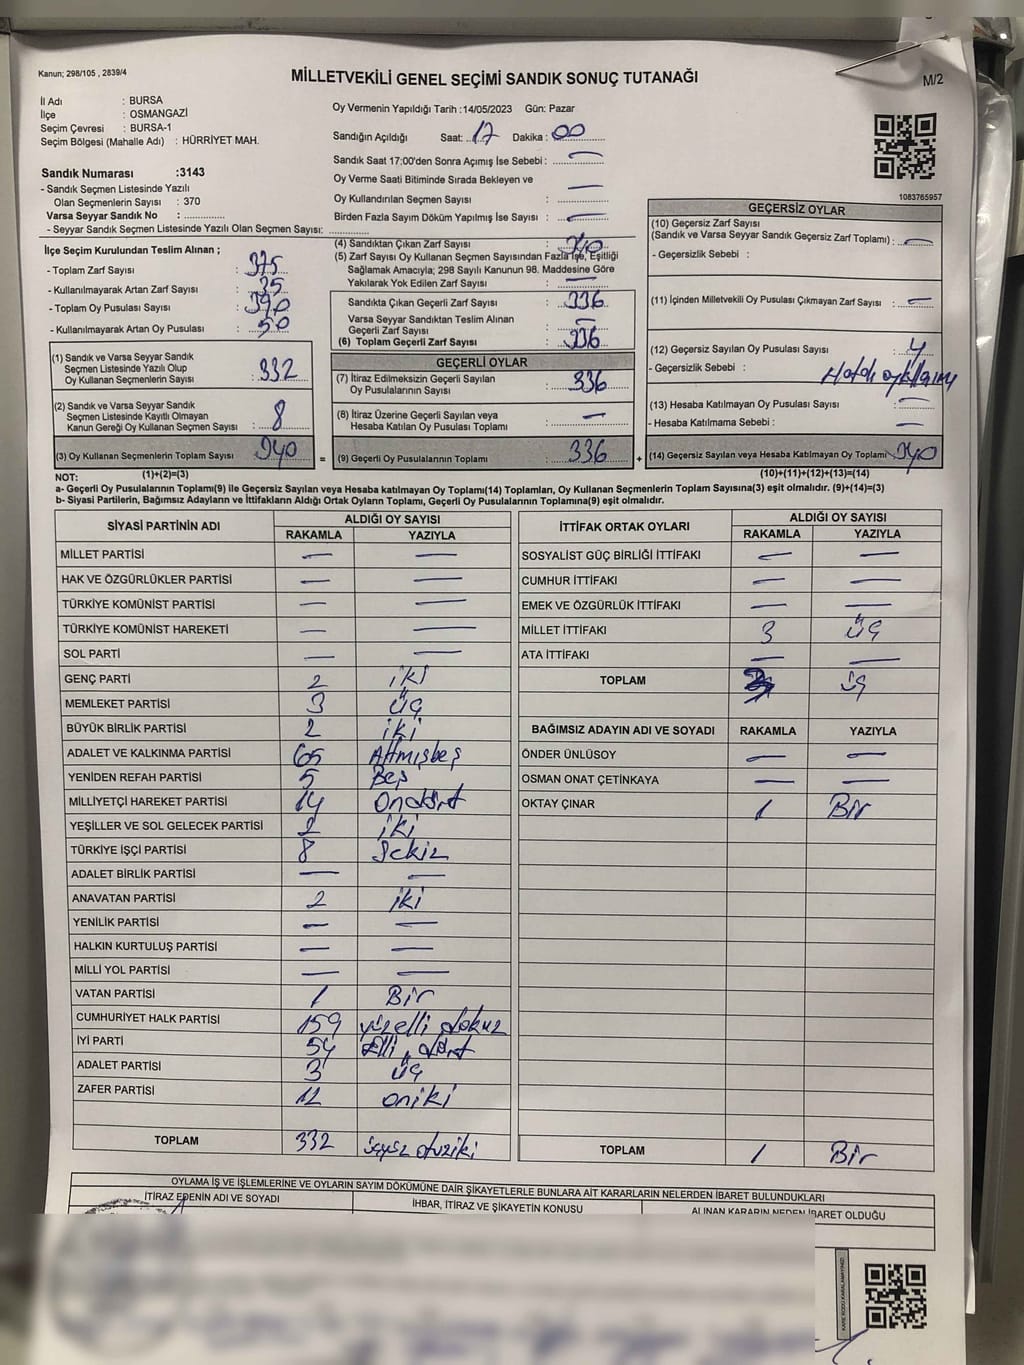 Kanun; 298/105 , 2839/4
MİLLETVEKİLİ GENEL SEÇİMİ SANDIK SONUÇ TUTANAĞI
M/2
İl Adı : BURSA
İlçe : OSMANGAZİ
Seçim Çevresi : BURSA-1
Seçim Bölgesi (Mahalle Adı) : HÜRRİYET MAH.
Sandık Numarası :3143
- Sandık Seçmen Listesinde Yazılı
Olan Seçmenlerin Sayısı : 370
Varsa Seyyar Sandık No :
- Seyyar Sandık Seçmen Listesinde Yazılı Olan Seçmen Sayısı:
Oy Vermenin Yapıldığı Tarih :14/05/2023 Gün: Pazar
Sandığın Açıldığı Saat: 17 Dakika: 00
Sandık Saat 17:00'den Sonra Açımış İse Sebebi : —
Oy Verme Saati Bitiminde Sırada Bekleyen ve
Oy Kullandırılan Seçmen Sayısı : —
Birden Fazla Sayım Döküm Yapılmış İse Sayısı : —
1083765957
İlçe Seçim Kurulundan Teslim Alınan ;
- Toplam Zarf Sayısı : 375
- Kullanılmayarak Artan Zarf Sayısı : 35
- Toplam Oy Pusulası Sayısı : 390
- Kullanılmayarak Artan Oy Pusulası : 50
(1) Sandık ve Varsa Seyyar Sandık
Seçmen Listesinde Yazılı Olup
Oy Kullanan Seçmenlerin Sayısı : 332
(2) Sandık ve Varsa Seyyar Sandık
Seçmen Listesinde Kayıtlı Olmayan
Kanun Gereği Oy Kullanan Seçmen Sayısı : 8
(3) Oy Kullanan Seçmenlerin Toplam Sayısı : 340
(1)+(2)=(3)
(4) Sandıktan Çıkan Zarf Sayısı : 340
(5) Zarf Sayısı Oy Kullanan Seçmen Sayısından Fazla İse, Eşitliği
Sağlamak Amacıyla; 298 Sayılı Kanunun 98. Maddesine Göre
Yakılarak Yok Edilen Zarf Sayısı : —
Sandıkta Çıkan Geçerli Zarf Sayısı : 336
Varsa Seyyar Sandıktan Teslim Alınan
Geçerli Zarf Sayısı : —
(6) Toplam Geçerli Zarf Sayısı : 336
GEÇERLİ OYLAR
(7) İtiraz Edilmeksizin Geçerli Sayılan
Oy Pusulalarının Sayısı : 336
(8) İtiraz Üzerine Geçerli Sayılan veya
Hesaba Katılan Oy Pusulası Toplamı : —
= (9) Geçerli Oy Pusulalarının Toplamı : 336 +
GEÇERSİZ OYLAR
(10) Geçersiz Zarf Sayısı
(Sandık ve Varsa Seyyar Sandık Geçersiz Zarf Toplamı) : —
- Geçersizlik Sebebi :
(11) İçinden Milletvekili Oy Pusulası Çıkmayan Zarf Sayısı : —
(12) Geçersiz Sayılan Oy Pusulası Sayısı : 4
- Geçersizlik Sebebi :
(13) Hesaba Katılmayan Oy Pusulası Sayısı : —
- Hesaba Katılmama Sebebi : —
(14) Geçersiz Sayılan veya Hesaba Katılmayan Oy Toplamı : 340
(10)+(11)+(12)+(13)=(14)
NOT:
a- Geçerli Oy Pusulalarının Toplamı(9) ile Geçersiz Sayılan veya Hesaba katılmayan Oy Toplamı(14) Toplamları, Oy Kullanan Seçmenlerin Toplam Sayısına(3) eşit olmalıdır. (9)+(14)=(3)
b- Siyasi Partilerin, Bağımsız Adayların ve İttifakların Aldığı Ortak Oyların Toplamı, Geçerli Oy Pusulalarının Toplamına(9) eşit olmalıdır.
SİYASİ PARTİNİN ADI ALDIĞI OY SAYISI
RAKAMLA YAZIYLA
MİLLET PARTİSİ — —
HAK VE ÖZGÜRLÜKLER PARTİSİ — —
TÜRKİYE KOMÜNİST PARTİSİ — —
TÜRKİYE KOMÜNİST HAREKETİ — —
SOL PARTİ — —
GENÇ PARTİ 2 iki
MEMLEKET PARTİSİ 3 üç
BÜYÜK BİRLİK PARTİSİ 2 iki
ADALET VE KALKINMA PARTİSİ 65 Altmışbeş
YENİDEN REFAH PARTİSİ 5 Beş
MİLLİYETÇİ HAREKET PARTİSİ 14 Ondört
YEŞİLLER VE SOL GELECEK PARTİSİ 2 iki
TÜRKİYE İŞÇİ PARTİSİ 8 Sekiz
ADALET BİRLİK PARTİSİ — —
ANAVATAN PARTİSİ 2 iki
YENİLİK PARTİSİ — —
HALKIN KURTULUŞ PARTİSİ — —
MİLLİ YOL PARTİSİ — —
VATAN PARTİSİ 1 Bir
CUMHURİYET HALK PARTİSİ 159 yüzelli dokuz
İYİ PARTİ 54 elli dört
ADALET PARTİSİ 3 üç
ZAFER PARTİSİ 12 oniki
TOPLAM 332 üçyüz otuziki
İTTİFAK ORTAK OYLARI ALDIĞI OY SAYISI
RAKAMLA YAZIYLA
SOSYALİST GÜÇ BİRLİĞİ İTTİFAKI — —
CUMHUR İTTİFAKI — —
EMEK VE ÖZGÜRLÜK İTTİFAKI — —
MİLLET İTTİFAKI 3 üç
ATA İTTİFAKI — —
TOPLAM 3 üç
BAĞIMSIZ ADAYIN ADI VE SOYADI RAKAMLA YAZIYLA
ÖNDER ÜNLÜSOY — —
OSMAN ONAT ÇETİNKAYA — —
OKTAY ÇINAR 1 Bir
TOPLAM 1 Bir
OYLAMA İŞ VE İŞLEMLERİNE VE OYLARIN SAYIM DÖKÜMÜNE DAİR ŞİKAYETLERLE BUNLARA AİT KARARLARIN NELERDEN İBARET BULUNDUKLARI
İTİRAZ EDENİN ADI VE SOYADI İHBAR, İTİRAZ VE ŞİKAYETİN KONUSU ALINAN KARARIN NEDEN İBARET OLDUĞU
KARE KODU KARALAMAYINIZ!